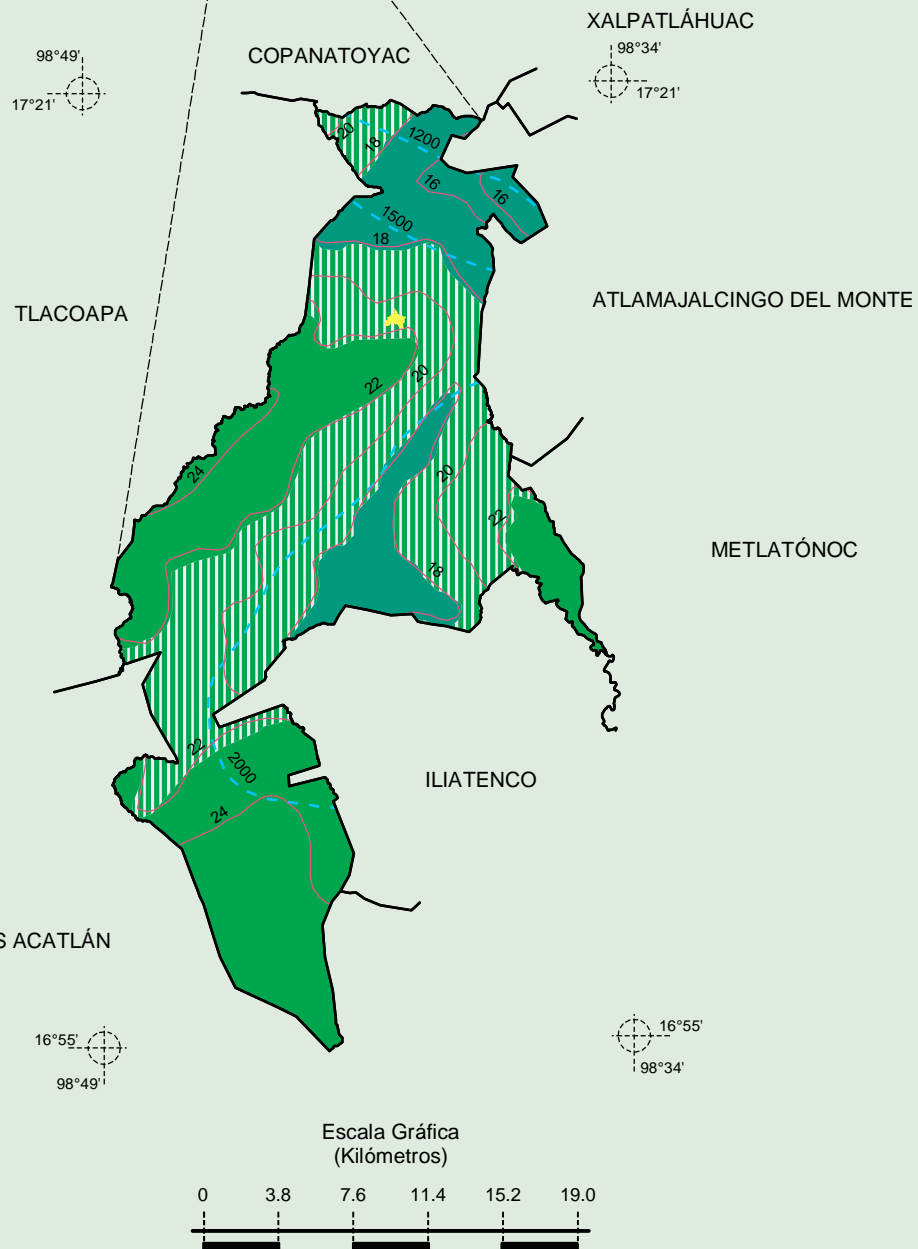 XALPATLÁHUAC
98°49'
COPANATOYAC
98°34'
17°21'
17°21'
20
18
1200
16
16
1500
18
TLACOAPA
ATLAMAJALCINGO DEL MONTE
22
20
24
20
22
METLATÓNOC
18
22
2000
ILIATENCO
24
S ACATLÁN
16°55'
16°55'
98°49'
98°34'
Escala Gráfica
(Kilómetros)
0 3.8 7.6 11.4 15.2 19.0